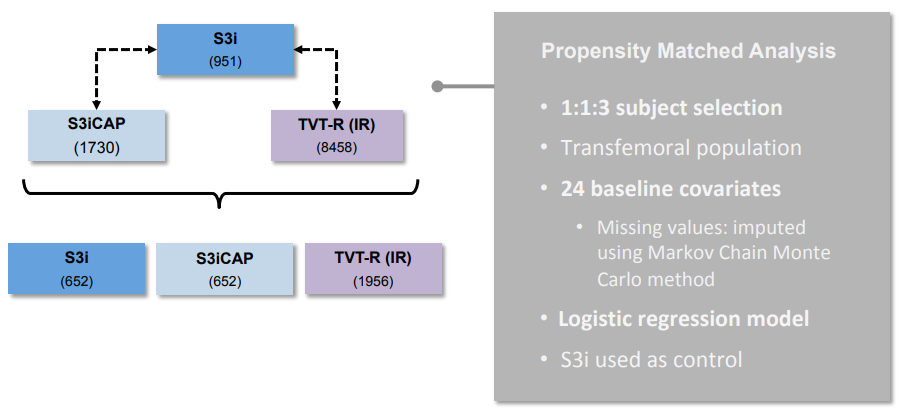 S3i
(951)
S3iCAP
(1730)
TVT-R (IR)
(8458)
S3i
(652)
S3iCAP
(652)
TVT-R (IR)
(1956)
Propensity Matched Analysis
• 1:1:3 subject selection
• Transfemoral population
• 24 baseline covariates
• Missing values: imputed
using Markov Chain Monte
Carlo method
• Logistic regression model
• S3i used as control